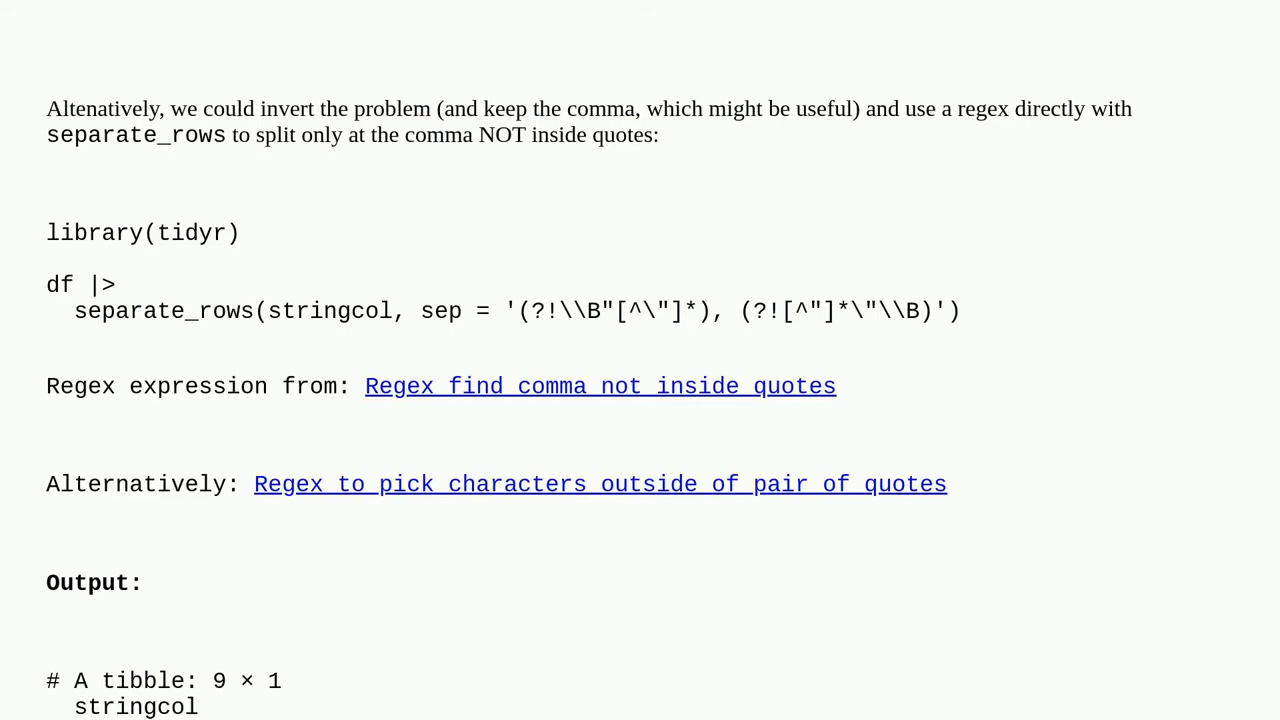 Altenatively, we could invert the problem (and keep the comma, which might be useful) and use a regex directly with
separate_rows to split only at the comma NOT inside quotes:
library(tidyr)
df |>
  separate_rows(stringcol, sep = '(?!\\B"[^\"]*), (?![^"]*\"\\B)')
Regex expression from: Regex find comma not inside quotes
Alternatively: Regex to pick characters outside of pair of quotes
Output:
# A tibble: 9 × 1
  stringcol